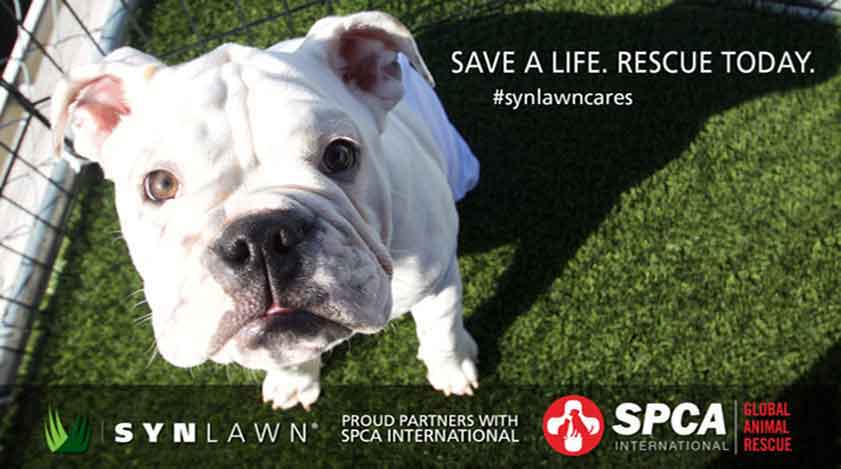 SAVE A LIFE. RESCUE TODAY.
#synlawncares
SYNLAWN®
PROUD PARTNERS WITH
SPCA INTERNATIONAL
SPCA
INTERNATIONAL
GLOBAL
ANIMAL
RESCUE